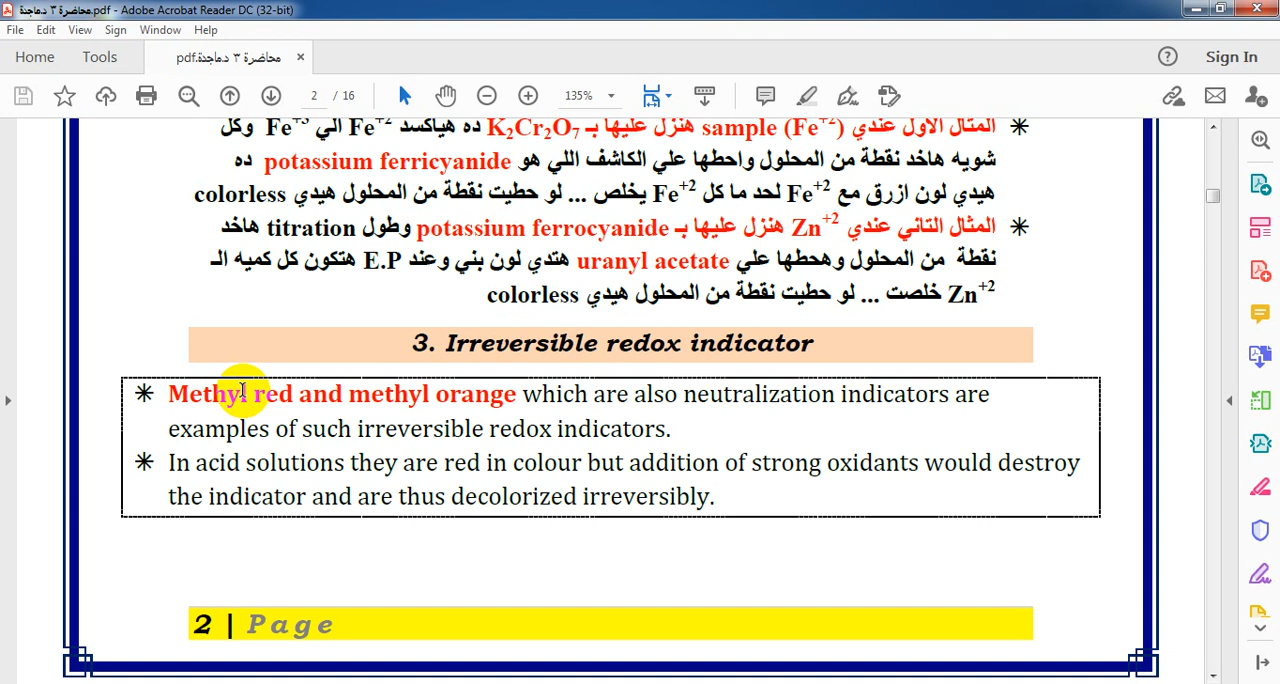 محاضرة ٣ د.ماجدة.pdf - Adobe Acrobat Reader DC (32-bit)
File Edit View Sign Window Help
Home Tools محاضرة ٣ د.ماجدة.pdf × ? Sign In
2 / 16 135%
✳ المثال الاول عندي sample (Fe+2) هنزل عليها بـ K2Cr2O7 ده هياكسد Fe+2 الي Fe+3 وكل
شويه هاخد نقطة من المحلول واحطها علي الكاشف اللي هو potassium ferricyanide ده
هيدي لون ازرق مع Fe+2 لحد ما كل Fe+2 يخلص ... لو حطيت نقطة من المحلول هيدي colorless
✳ المثال التاني عندي Zn+2 هنزل عليها بـ potassium ferrocyanide وطول titration هاخد
نقطة من المحلول وهحطها علي uranyl acetate هتدي لون بني وعند E.P هتكون كل كميه الـ
Zn+2 خلصت ... لو حطيت نقطة من المحلول هيدي colorless
3. Irreversible redox indicator
✳ Methyl red and methyl orange which are also neutralization indicators are
examples of such irreversible redox indicators.
✳ In acid solutions they are red in colour but addition of strong oxidants would destroy
the indicator and are thus decolorized irreversibly.
2 | Page